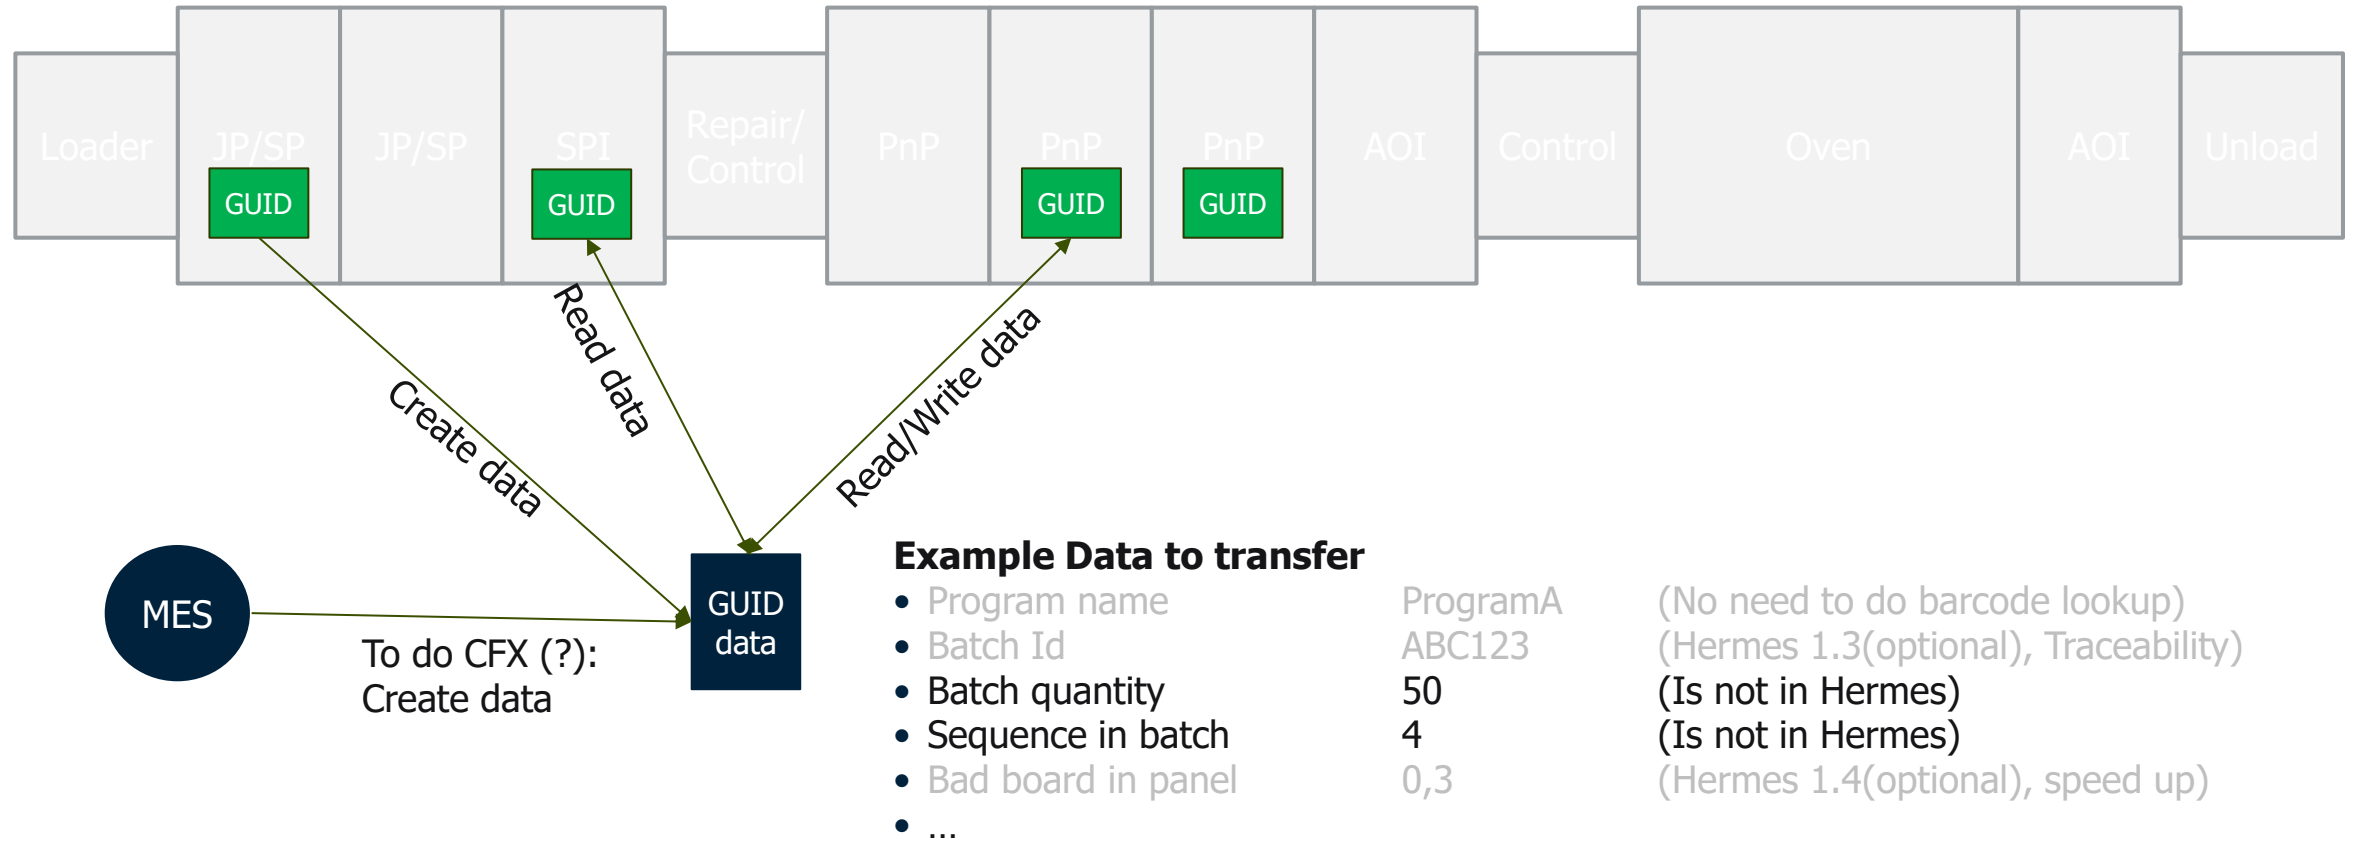 Loader
JP/SP
JP/SP
SPI
Repair/
Control
PnP
PnP
PnP
AOI
Control
Oven
AOI
Unload
GUID
GUID
GUID
GUID
Create data
Read data
Read/Write data
MES
To do CFX (?):
Create data
GUID
data
Example Data to transfer
• Program name ProgramA (No need to do barcode lookup)
• Batch Id ABC123 (Hermes 1.3(optional), Traceability)
• Batch quantity 50 (Is not in Hermes)
• Sequence in batch 4 (Is not in Hermes)
• Bad board in panel 0,3 (Hermes 1.4(optional), speed up)
• ...